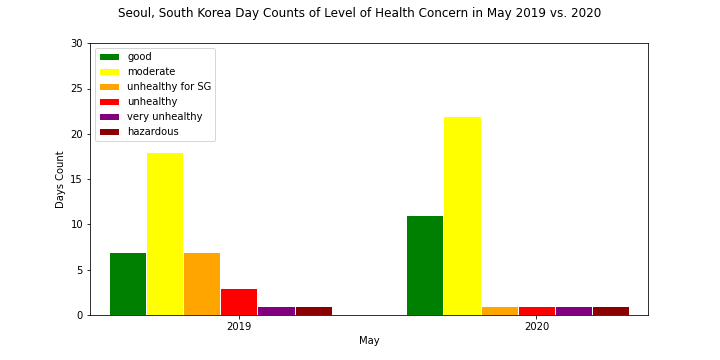 Seoul, South Korea Day Counts of Level of Health Concern in May 2019 vs. 2020
30
25
20
15
10
5
0
Days Count
good
moderate
unhealthy for SG
unhealthy
very unhealthy
hazardous
2019
2020
May